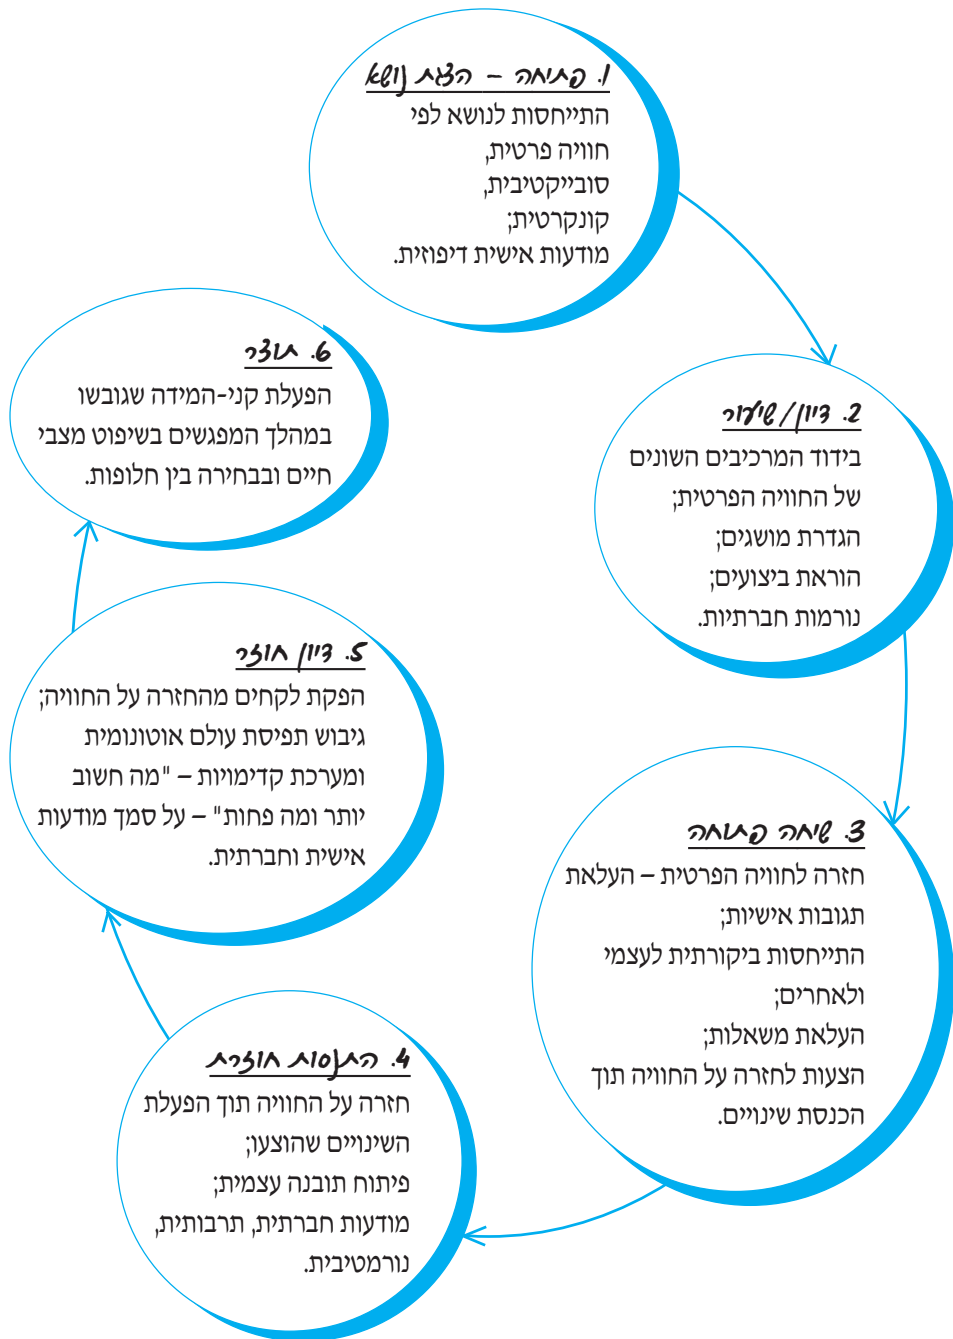 1. פתיחה – הצגת נושא
התייחסות לנושא לפי
חוויה פרטית,
סובייקטיבית,
קונקרטית;
מודעות אישית דיפוזית.
2. דיון/שיעור
בידוד המרכיבים השונים
של החוויה הפרטית;
הגדרת מושגים;
הוראת ביצועים;
נורמות חברתיות.
3. שיחה פתוחה
חזרה לחוויה הפרטית – העלאת
תגובות אישיות;
התייחסות ביקורתית לעצמי
ולאחרים;
העלאת משאלות;
הצעות לחזרה על החוויה תוך
הכנסת שינויים.
4. התנסות חוזרת
חזרה על החוויה תוך הפעלת
השינויים שהוצעו;
פיתוח תובנה עצמית;
מודעות חברתית, תרבותית,
נורמטיבית.
5. דיון חוזר
הפקת לקחים מהחזרה על החוויה;
גיבוש תפיסת עולם אוטונומית
ומערכת קדימויות – "מה חשוב
יותר ומה פחות" – על סמך מודעות
אישית וחברתית.
6. תוצר
הפעלת קני-המידה שגובשו
במהלך המפגשים בשיפוט מצבי
חיים ובבחירה בין חלופות.